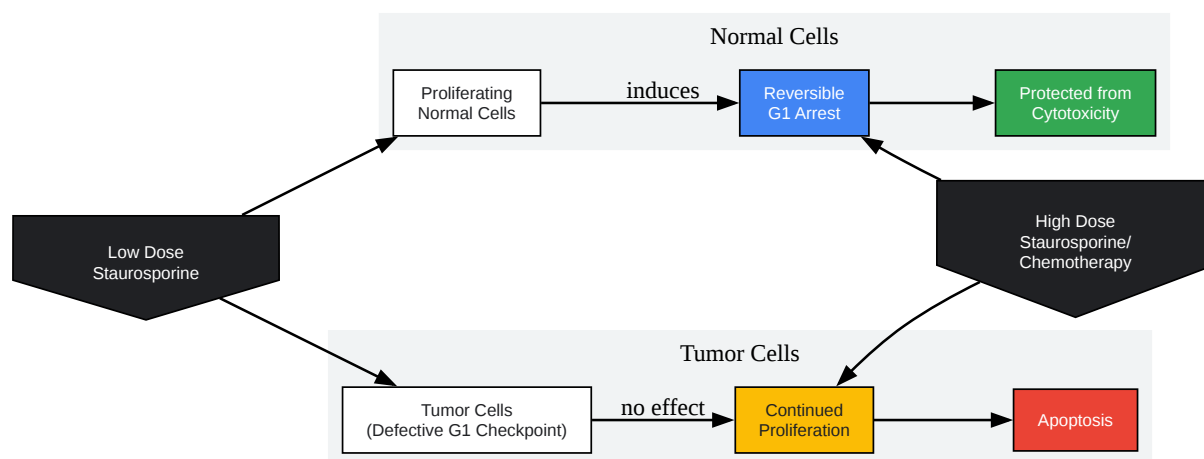 Normal Cells
Proliferating
Normal Cells
induces
Reversible
G1 Arrest
Protected from
Cytotoxicity
Low Dose
Staurosporine
High Dose
Staurosporine/
Chemotherapy
Tumor Cells
Tumor Cells
(Defective G1 Checkpoint)
no effect
Continued
Proliferation
Apoptosis